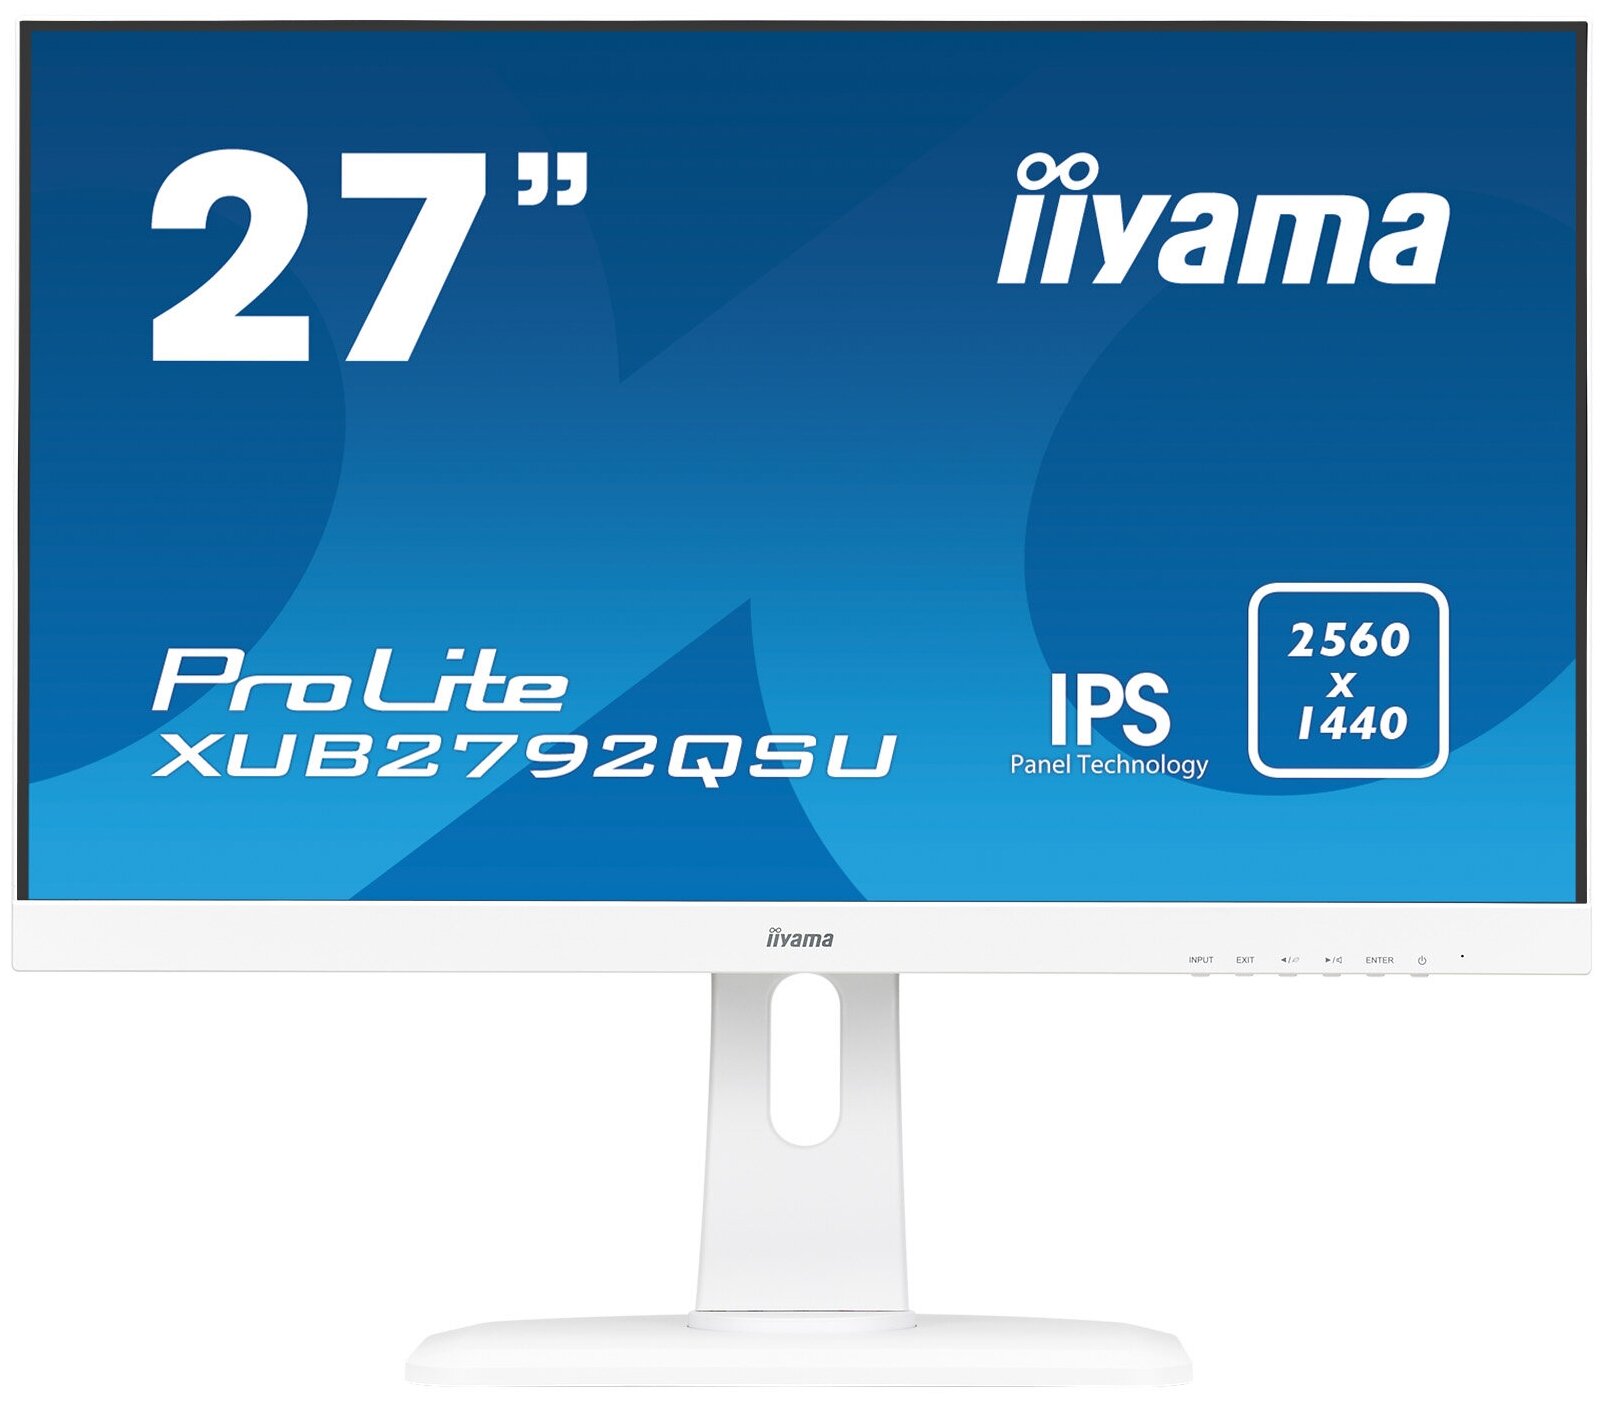 27”
iiyama
ProLite
XUB2792QSU
IPS
Panel Technology
2560
x
1440
iiyama
INPUT EXIT ◄/▱ ►/◁ ENTER ⏻